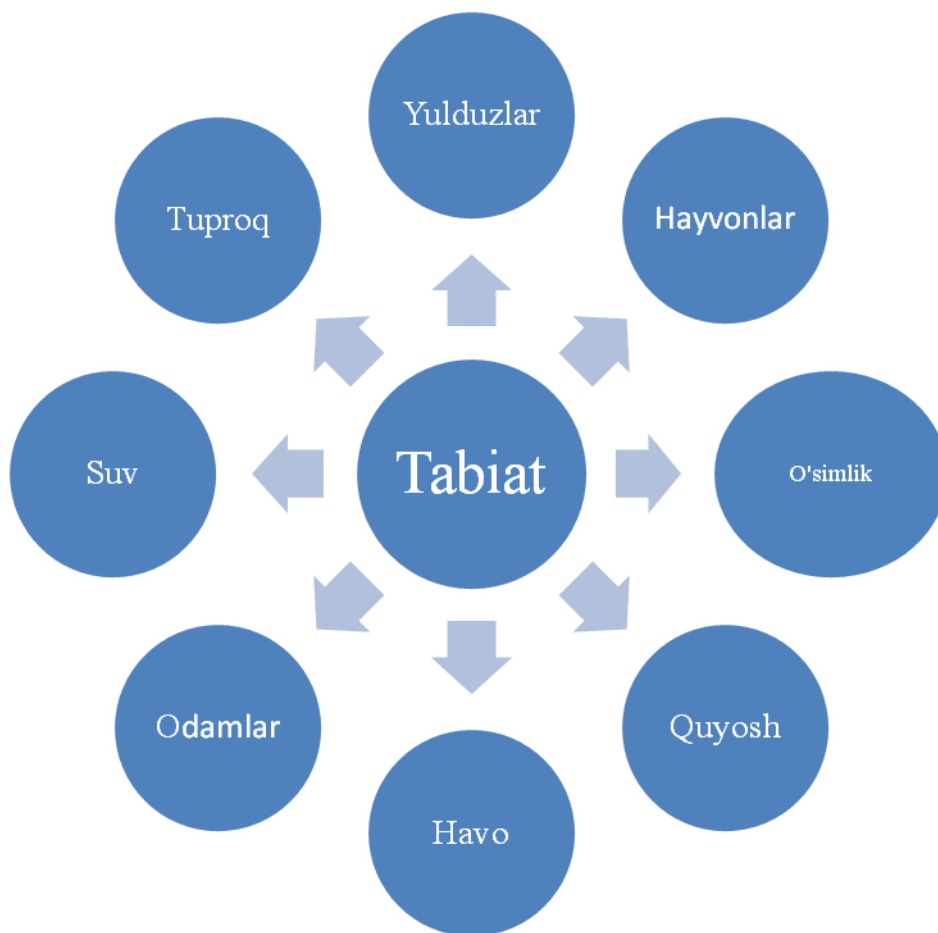 Yulduzlar
Tuproq
Hayvonlar
Suv
Tabiat
O'simlik
Odamlar
Quyosh
Havo